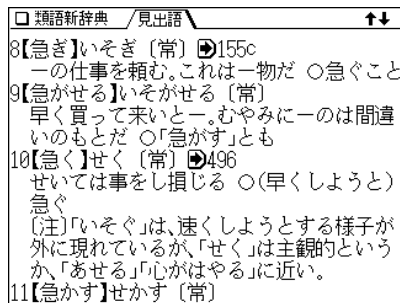 類語新辞典 見出語 ↑↓
8【急ぎ】いそぎ〔常〕➡155c
ーの仕事を頼む。これは一物だ ○急ぐこと
9【急がせる】いそがせる〔常〕
早く買って来いとー。むやみにーのは間違
いのもとだ ○「急がす」とも
10【急く】せく〔常〕➡496
せいては事をし損じる ○(早くしようと)
急ぐ
〔注〕「いそぐ」は、速くしようとする様子が
外に現れているが、「せく」は主観的という
か、「あせる」「心がはやる」に近い。
11【急かす】せかす〔常〕